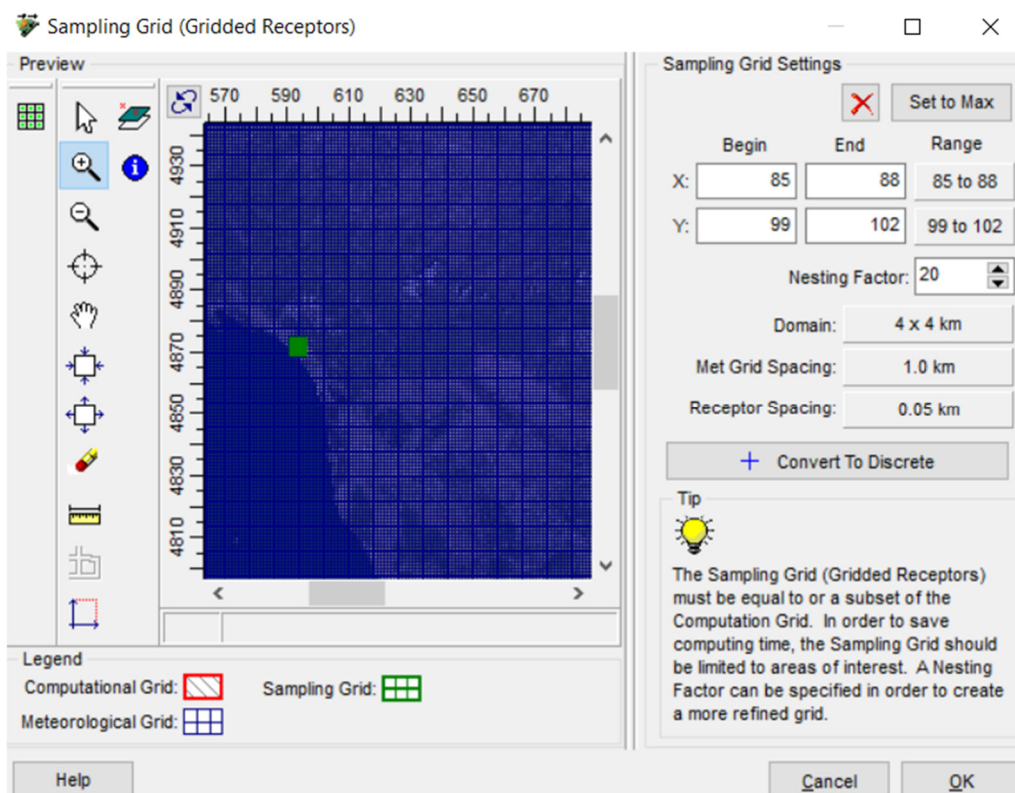 Sampling Grid (Gridded Receptors)
Preview
570 590 610 630 650 670
4930
4910
4890
4870
4850
4830
4810
Legend
Computational Grid:
Sampling Grid:
Meteorological Grid:
Sampling Grid Settings
Set to Max
Begin End Range
X: 85 88 85 to 88
Y: 99 102 99 to 102
Nesting Factor: 20
Domain: 4 x 4 km
Met Grid Spacing: 1.0 km
Receptor Spacing: 0.05 km
+ Convert To Discrete
Tip
The Sampling Grid (Gridded Receptors)
must be equal to or a subset of the
Computation Grid. In order to save
computing time, the Sampling Grid should
be limited to areas of interest. A Nesting
Factor can be specified in order to create
a more refined grid.
Help
Cancel
OK